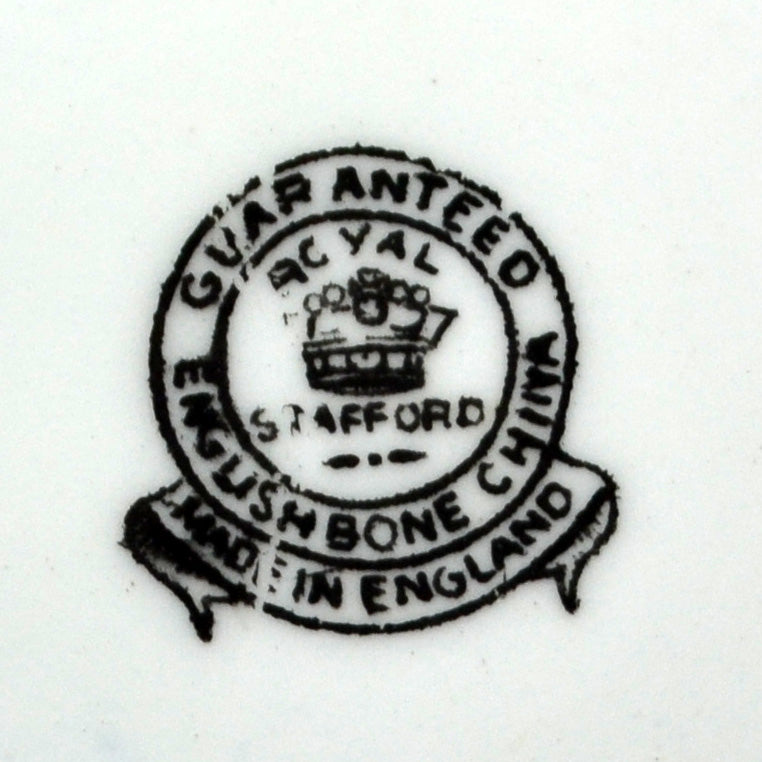 GUARANTEED
ROYAL
STAFFORD
ENGLISH BONE CHINA
MADE IN ENGLAND